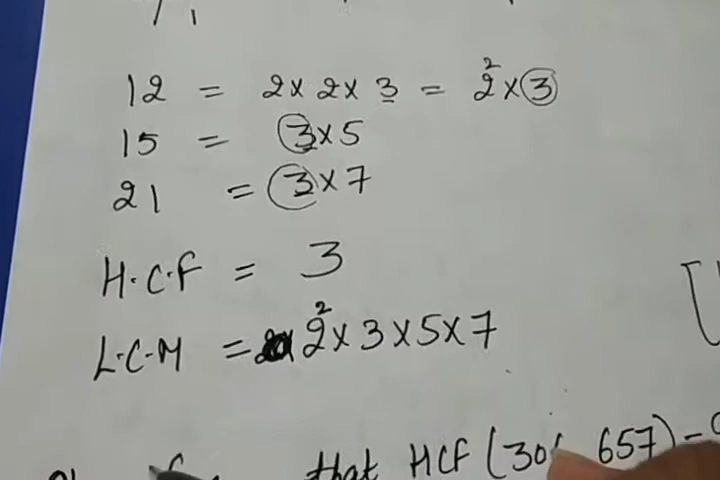 12 = 2 x 2 x 3 = 2² x 3
15 = 3 x 5
21 = 3 x 7
H.C.F = 3
L.C.M = 2² x 3 x 5 x 7
that HCF (306 657) =